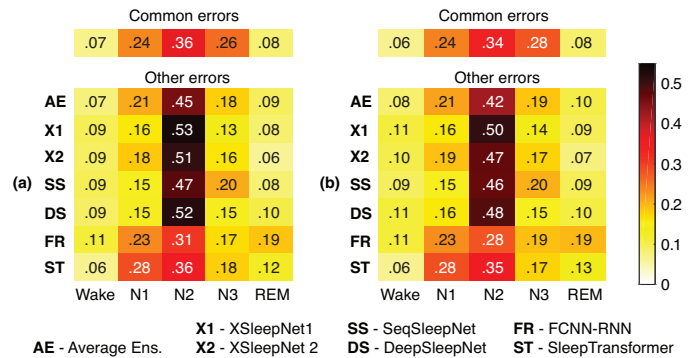 Common errors
.07 .24 .36 .26 .08
Other errors
AE .07 .21 .45 .18 .09
X1 .09 .16 .53 .13 .08
X2 .09 .18 .51 .16 .06
(a) SS .09 .15 .47 .20 .08
DS .09 .15 .52 .15 .10
FR .11 .23 .31 .17 .19
ST .06 .28 .36 .18 .12
Wake N1 N2 N3 REM
Common errors
.06 .24 .34 .28 .08
Other errors
AE .08 .21 .42 .19 .10
X1 .11 .16 .50 .14 .09
X2 .10 .19 .47 .17 .07
(b) SS .09 .15 .46 .20 .09
DS .11 .16 .48 .15 .10
FR .11 .23 .28 .19 .19
ST .06 .28 .35 .17 .13
Wake N1 N2 N3 REM
0.5
0.4
0.3
0.2
0.1
0
X1 - XSleepNet1 SS - SeqSleepNet FR - FCNN-RNN
AE - Average Ens. X2 - XSleepNet 2 DS - DeepSleepNet ST - SleepTransformer